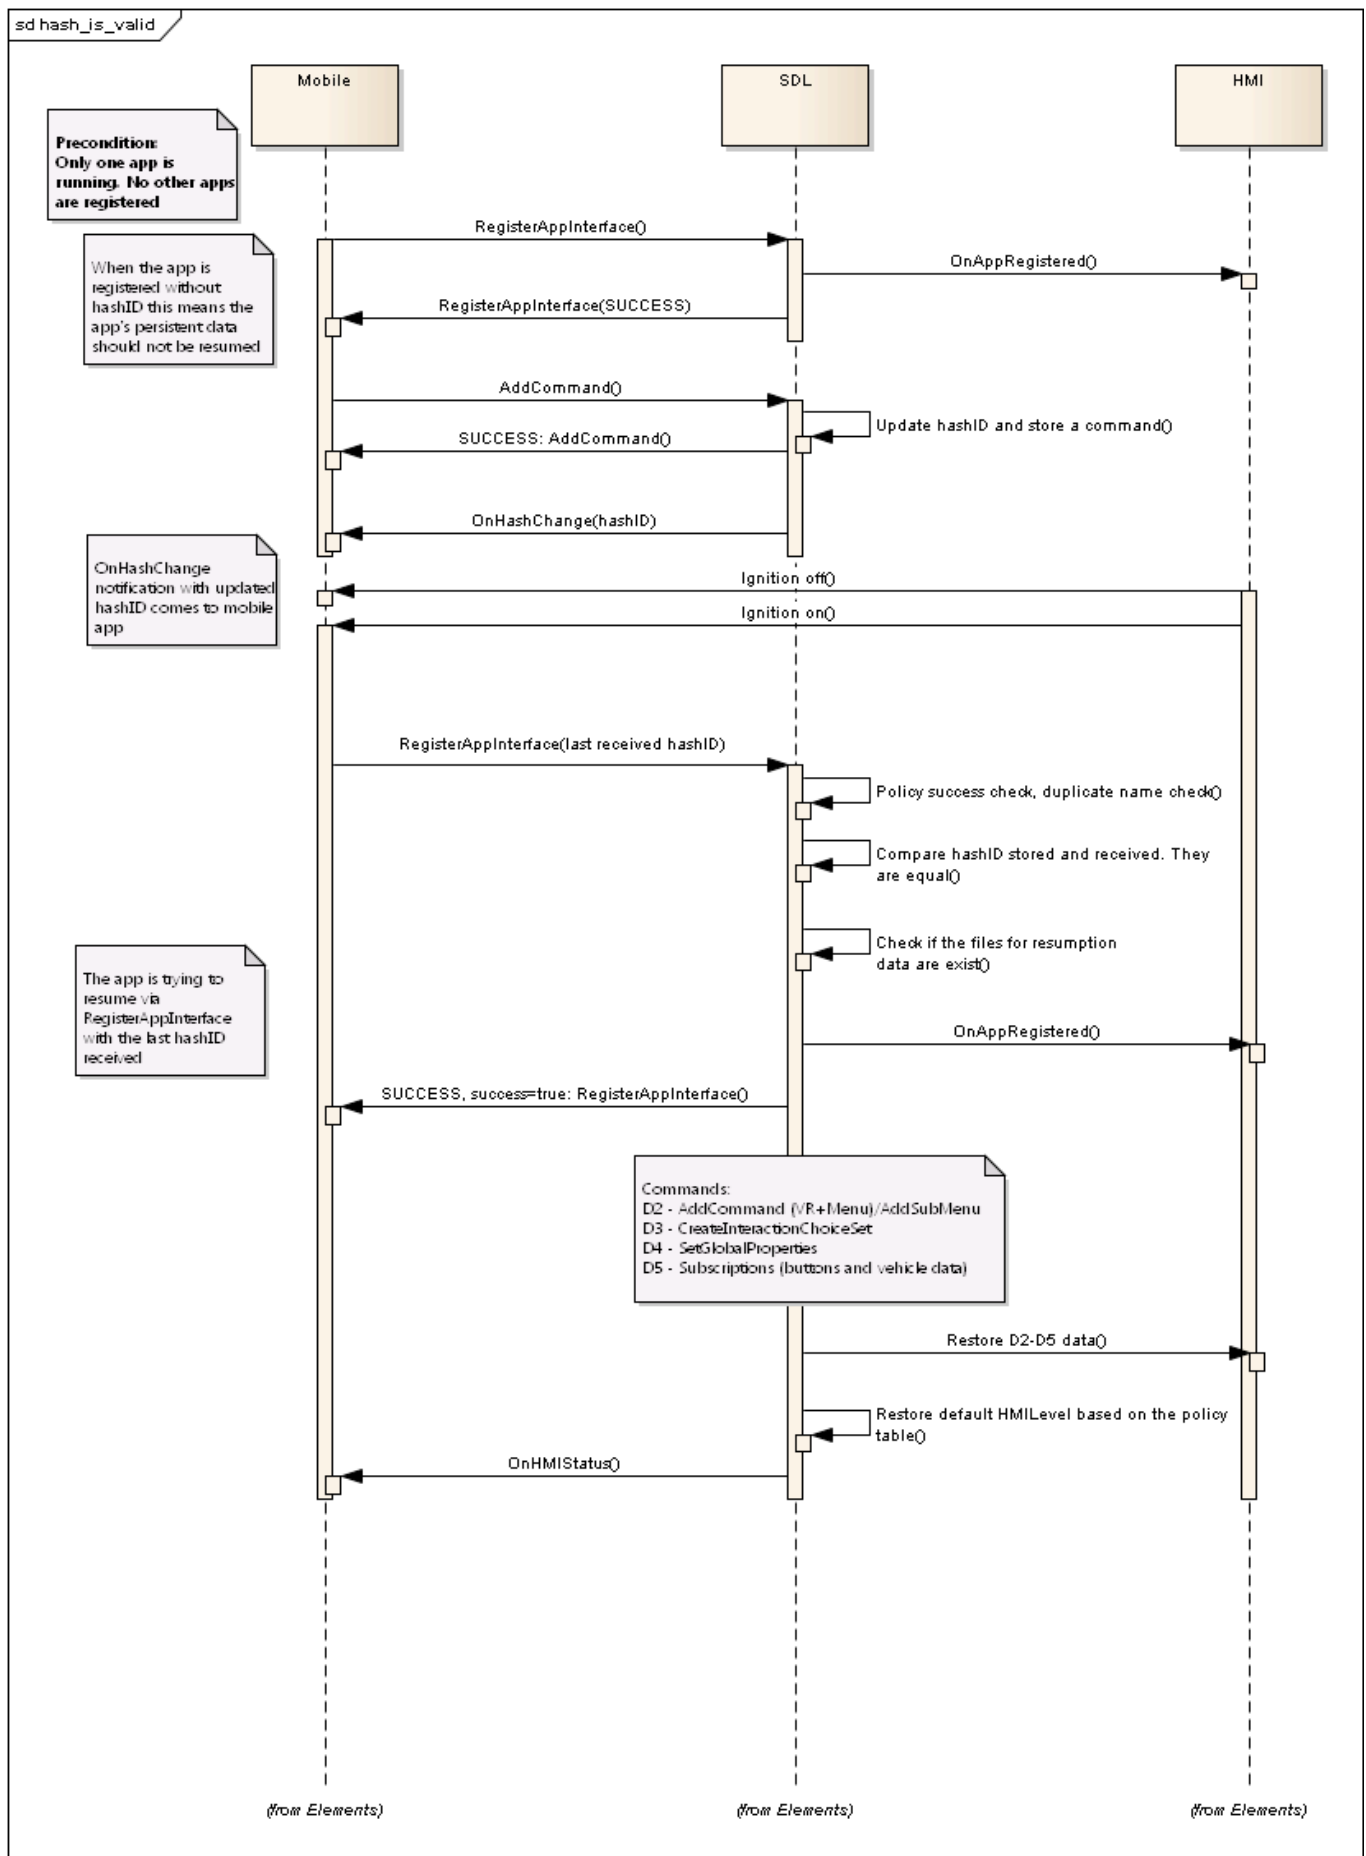 sd hash_is_valid
Mobile
SDL
HMI
Precondition:
Only one app is
running. No other apps
are registered
RegisterAppInterface()
When the app is
registered without
hashID this means the
app's persistent data
should not be resumed
OnAppRegistered()
RegisterAppInterface(SUCCESS)
AddCommand()
Update hashID and store a command()
SUCCESS: AddCommand()
OnHashChange(hashID)
OnHashChange
notification with updated
hashID comes to mobile
app
Ignition off()
Ignition on()
RegisterAppInterface(last received hashID)
Policy success check, duplicate name check()
Compare hashID stored and received. They
are equal()
Check if the files for resumption
data are exist()
The app is trying to
resume via
RegisterAppInterface
with the last hashID
received
OnAppRegistered()
SUCCESS, success=true: RegisterAppInterface()
Commands:
D2 - AddCommand (VR+Menu)/AddSubMenu
D3 - CreateInteractionChoiceSet
D4 - SetGlobalProperties
D5 - Subscriptions (buttons and vehicle data)
Restore D2-D5 data()
Restore default HMILevel based on the policy
table()
OnHMIStatus()
(from Elements)
(from Elements)
(from Elements)